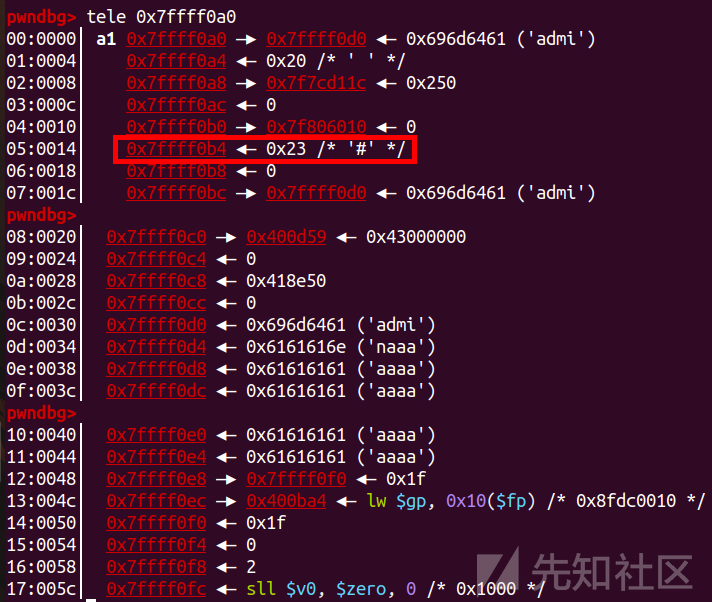 pwndbg> tele 0x7ffff0a0
00:0000│ a1 0x7ffff0a0 —▸ 0x7ffff0d0 ◂— 0x696d6461 ('admi')
01:0004│    0x7ffff0a4 ◂— 0x20 /* ' ' */
02:0008│    0x7ffff0a8 —▸ 0x7f7cd11c ◂— 0x250
03:000c│    0x7ffff0ac ◂— 0
04:0010│    0x7ffff0b0 —▸ 0x7f806010 ◂— 0
05:0014│    0x7ffff0b4 ◂— 0x23 /* '#' */
06:0018│    0x7ffff0b8 ◂— 0
07:001c│    0x7ffff0bc —▸ 0x7ffff0d0 ◂— 0x696d6461 ('admi')
pwndbg>
08:0020│  0x7ffff0c0 —▸ 0x400d59 ◂— 0x43000000
09:0024│  0x7ffff0c4 ◂— 0
0a:0028│  0x7ffff0c8 ◂— 0x418e50
0b:002c│  0x7ffff0cc ◂— 0
0c:0030│  0x7ffff0d0 ◂— 0x696d6461 ('admi')
0d:0034│  0x7ffff0d4 ◂— 0x6161616e ('naaa')
0e:0038│  0x7ffff0d8 ◂— 0x61616161 ('aaaa')
0f:003c│  0x7ffff0dc ◂— 0x61616161 ('aaaa')
pwndbg>
10:0040│  0x7ffff0e0 ◂— 0x61616161 ('aaaa')
11:0044│  0x7ffff0e4 ◂— 0x61616161 ('aaaa')
12:0048│  0x7ffff0e8 —▸ 0x7ffff0f0 ◂— 0x1f
13:004c│  0x7ffff0ec —▸ 0x400ba4 ◂— lw $gp, 0x10($fp) /* 0x8fdc0010 */
14:0050│  0x7ffff0f0 ◂— 0x1f
15:0054│  0x7ffff0f4 ◂— 0
16:0058│  0x7ffff0f8 ◂— 2
17:005c│  0x7ffff0fc ◂— sll $v0, $zero, 0 /* 0x1000 */
先知社区